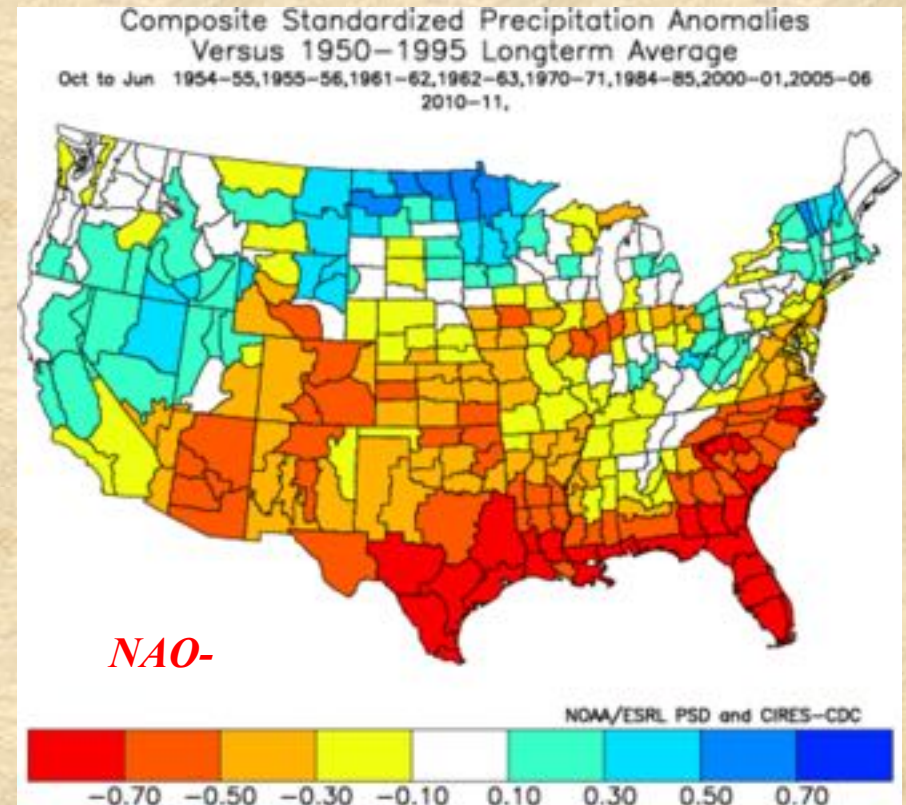 Composite Standardized Precipitation Anomalies
Versus 1950-1995 Longterm Average
Oct to Jun 1954-55,1955-56,1961-62,1962-63,1970-71,1984-85,2000-01,2005-06
2010-11,
NAO-
NOAA/ESRL PSD and CIRES-CDC
-0.70 -0.50 -0.30 -0.10 0.10 0.30 0.50 0.70